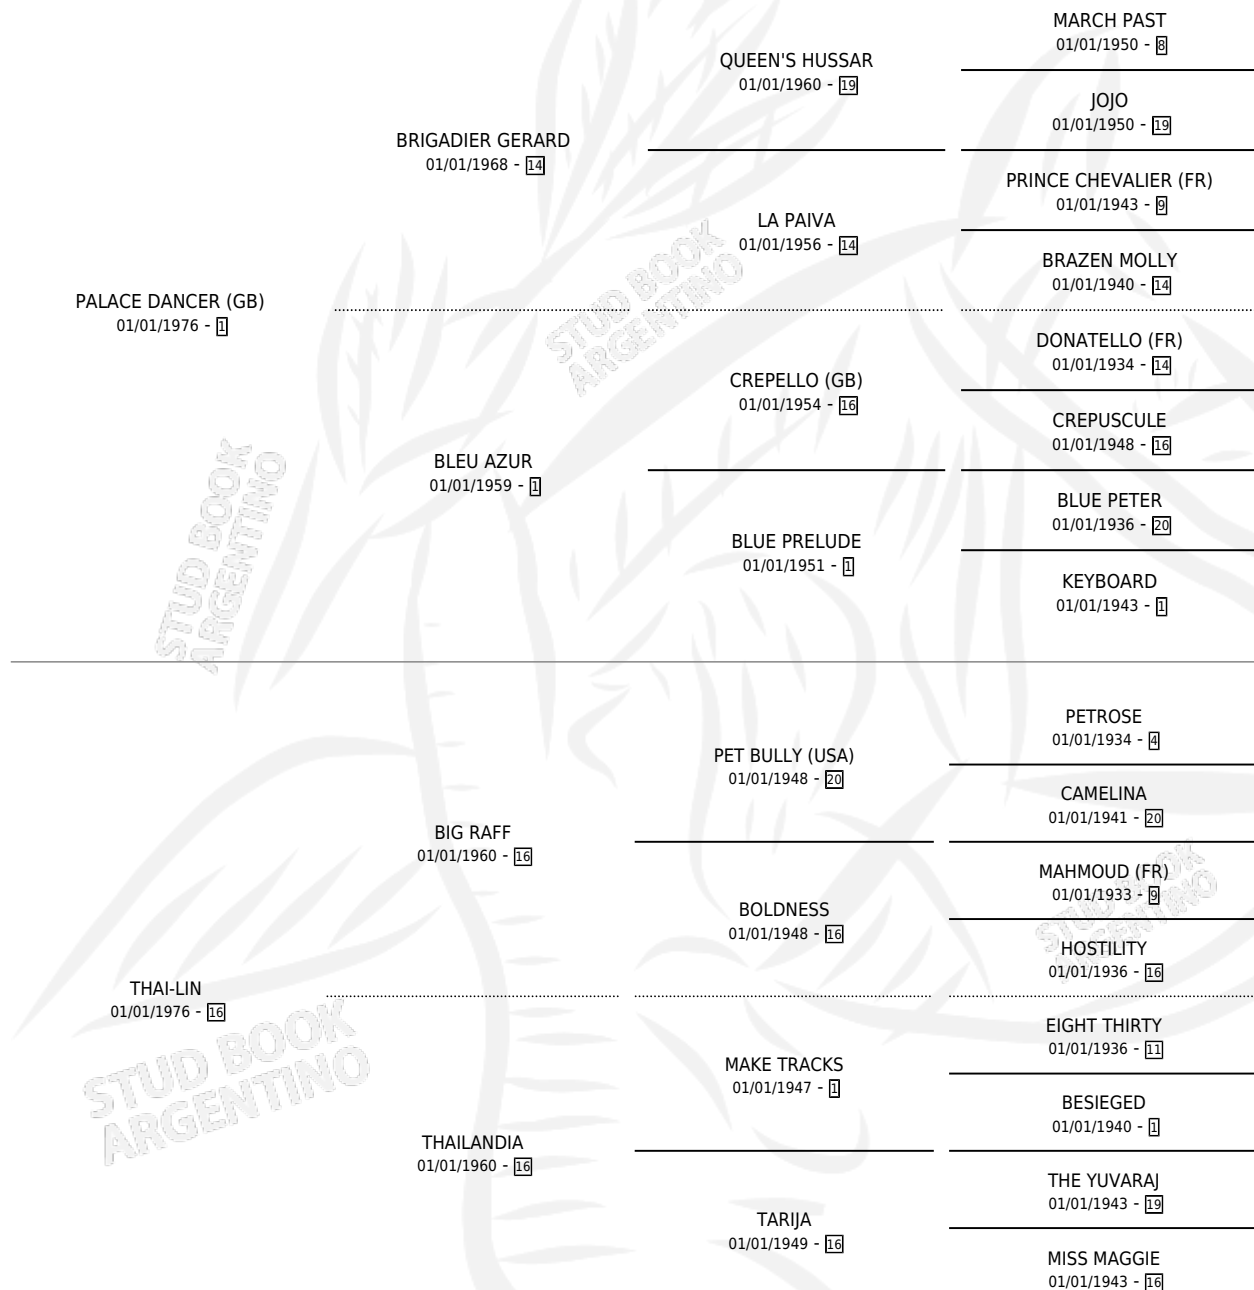 MARCH PAST
01/01/1950 - 8
QUEEN'S HUSSAR
01/01/1960 - 19
JOJO
01/01/1950 - 19
BRIGADIER GERARD
01/01/1968 - 14
PRINCE CHEVALIER (FR)
01/01/1943 - 9
LA PAIVA
01/01/1956 - 14
BRAZEN MOLLY
01/01/1940 - 14
PALACE DANCER (GB)
01/01/1976 - 1
DONATELLO (FR)
01/01/1934 - 14
CREPELLO (GB)
01/01/1954 - 16
CREPUSCULE
01/01/1948 - 16
BLEU AZUR
01/01/1959 - 1
BLUE PETER
01/01/1936 - 20
BLUE PRELUDE
01/01/1951 - 1
KEYBOARD
01/01/1943 - 1
PETROSE
01/01/1934 - 4
PET BULLY (USA)
01/01/1948 - 20
CAMELINA
01/01/1941 - 20
BIG RAFF
01/01/1960 - 16
MAHMOUD (FR)
01/01/1933 - 9
BOLDNESS
01/01/1948 - 16
HOSTILITY
01/01/1936 - 16
THAI-LIN
01/01/1976 - 16
EIGHT THIRTY
01/01/1936 - 11
MAKE TRACKS
01/01/1947 - 1
BESIEGED
01/01/1940 - 1
THAILANDIA
01/01/1960 - 16
THE YUVARAJ
01/01/1943 - 19
TARIJA
01/01/1949 - 16
MISS MAGGIE
01/01/1943 - 16
STUD BOOK
ARGENTINO
STUD BOOK
ARGENTINO
STUD BOOK
ARGENTINO
STUD BOOK
ARGENTINO